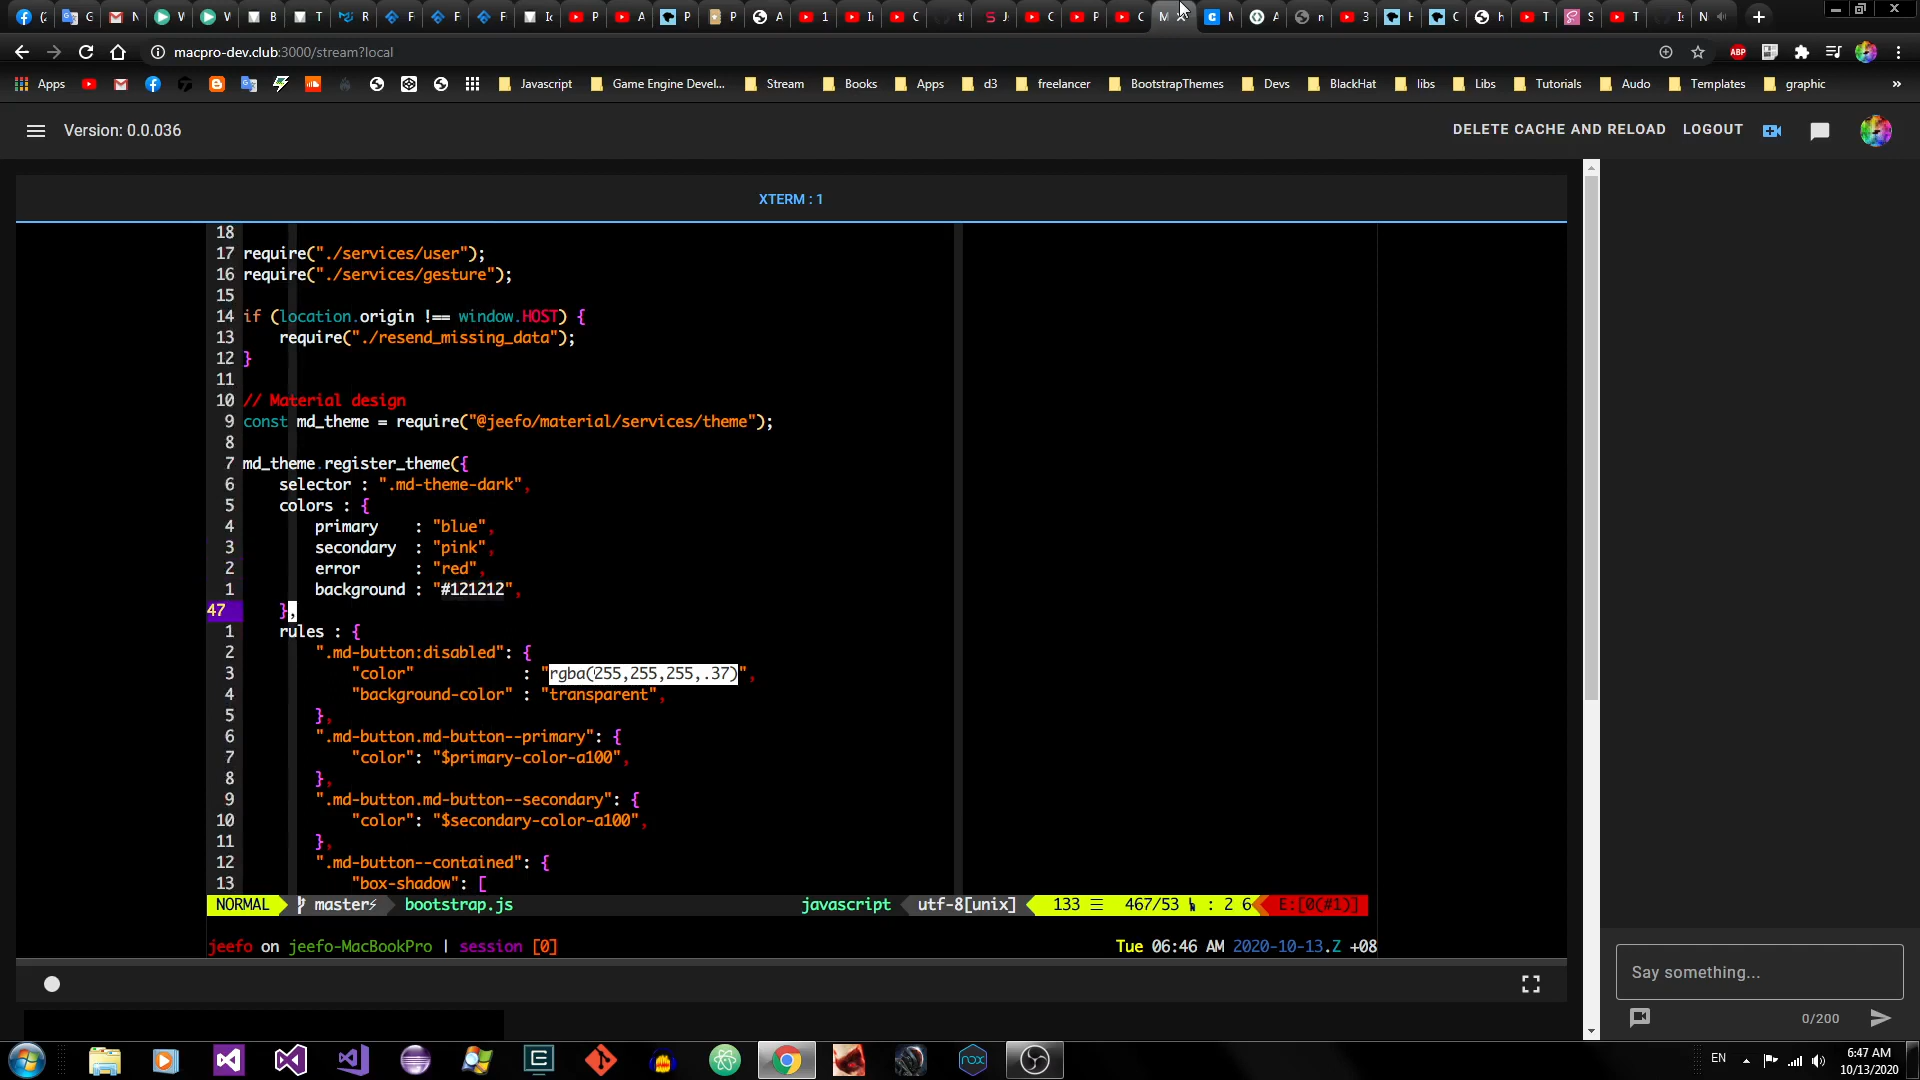 macpro-dev.club:3000/stream?local
ABP
Apps
Javascript
Game Engine Devel...
Stream
Books
Apps
d3
freelancer
BootstrapThemes
Devs
BlackHat
libs
Libs
Tutorials
Audo
Templates
graphic
»
Version: 0.0.036
DELETE CACHE AND RELOAD
LOGOUT
XTERM : 1
18
17 require("./services/user");
16 require("./services/gesture");
15
14 if (location.origin !== window.HOST) {
13 require("./resend_missing_data");
12 }
11
10 // Material design
9 const md_theme = require("@jeefo/material/services/theme");
8
7 md_theme.register_theme({
6 selector : ".md-theme-dark",
5 colors : {
4 primary : "blue",
3 secondary : "pink",
2 error : "red",
1 background : "#121212",
47 },
1 rules : {
2 ".md-button:disabled": {
3 "color" : "rgba(255,255,255,.37)",
4 "background-color" : "transparent",
5 },
6 ".md-button.md-button--primary": {
7 "color": "$primary-color-a100",
8 },
9 ".md-button.md-button--secondary": {
10 "color": "$secondary-color-a100",
11 },
12 ".md-button--contained": {
13 "box-shadow": [
NORMAL master⚡ bootstrap.js javascript utf-8[unix] 133 ☰ 467/53 : 2 6 E:[0(#1)]
jeefo on jeefo-MacBookPro | session [0] Tue 06:46 AM 2020-10-13.Z +08
Say something...
0/200
nox
EN
6:47 AM
10/13/2020